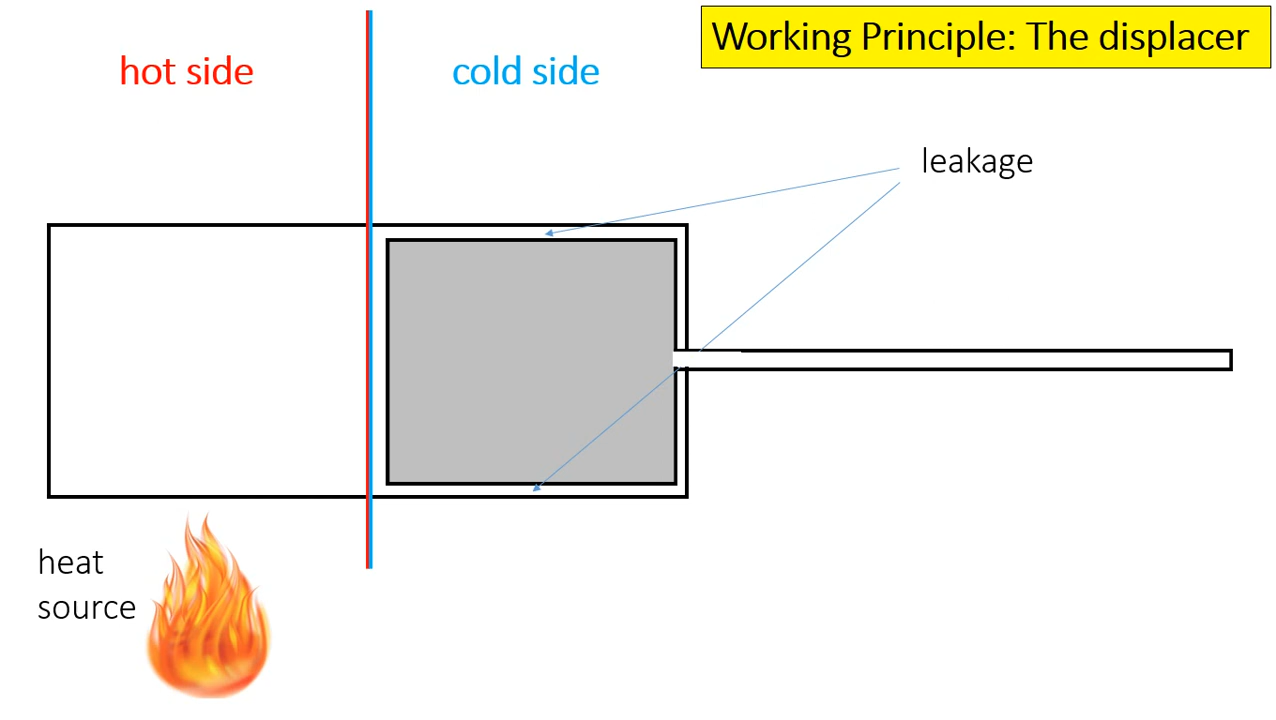 Working Principle: The displacer
hot side
cold side
leakage
heat
source